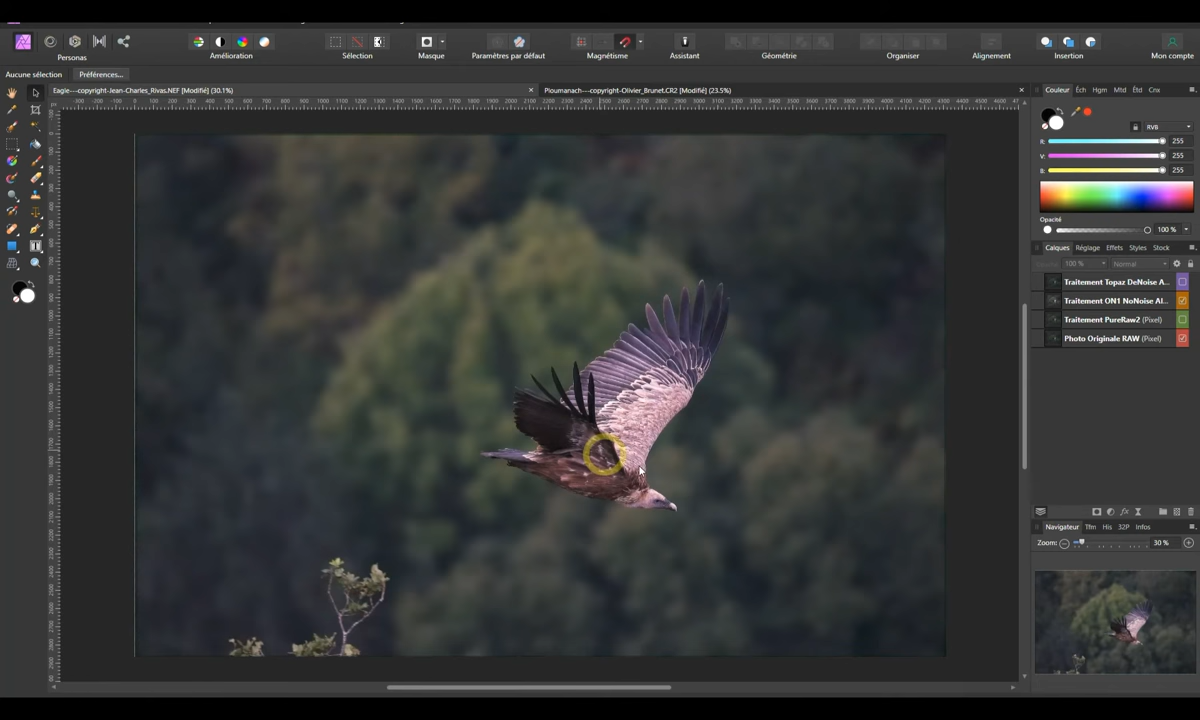 Personas
Amélioration
Sélection
Masque
Paramètres par défaut
Magnétisme
Assistant
Géométrie
Organiser
Alignement
Insertion
Mon compte
Aucune sélection
Préférences...
Eagle---copyright-Jean-Charles_Rivas.NEF [Modifié] (30.1%)
Ploumanach---copyright-Olivier_Brunet.CR2 [Modifié] (23.5%)
Couleur Éch Hgm Mtd Étd Cnx
RVB
R: 255
V: 255
B: 255
Opacité
100 %
Calques Réglage Effets Styles Stock
100 % Normal
Traitement Topaz DeNoise A...
Traitement ON1 NoNoise AI...
Traitement PureRaw2 (Pixel)
Photo Originale RAW (Pixel)
Navigateur Tfm His 32P Infos
Zoom: 30 %